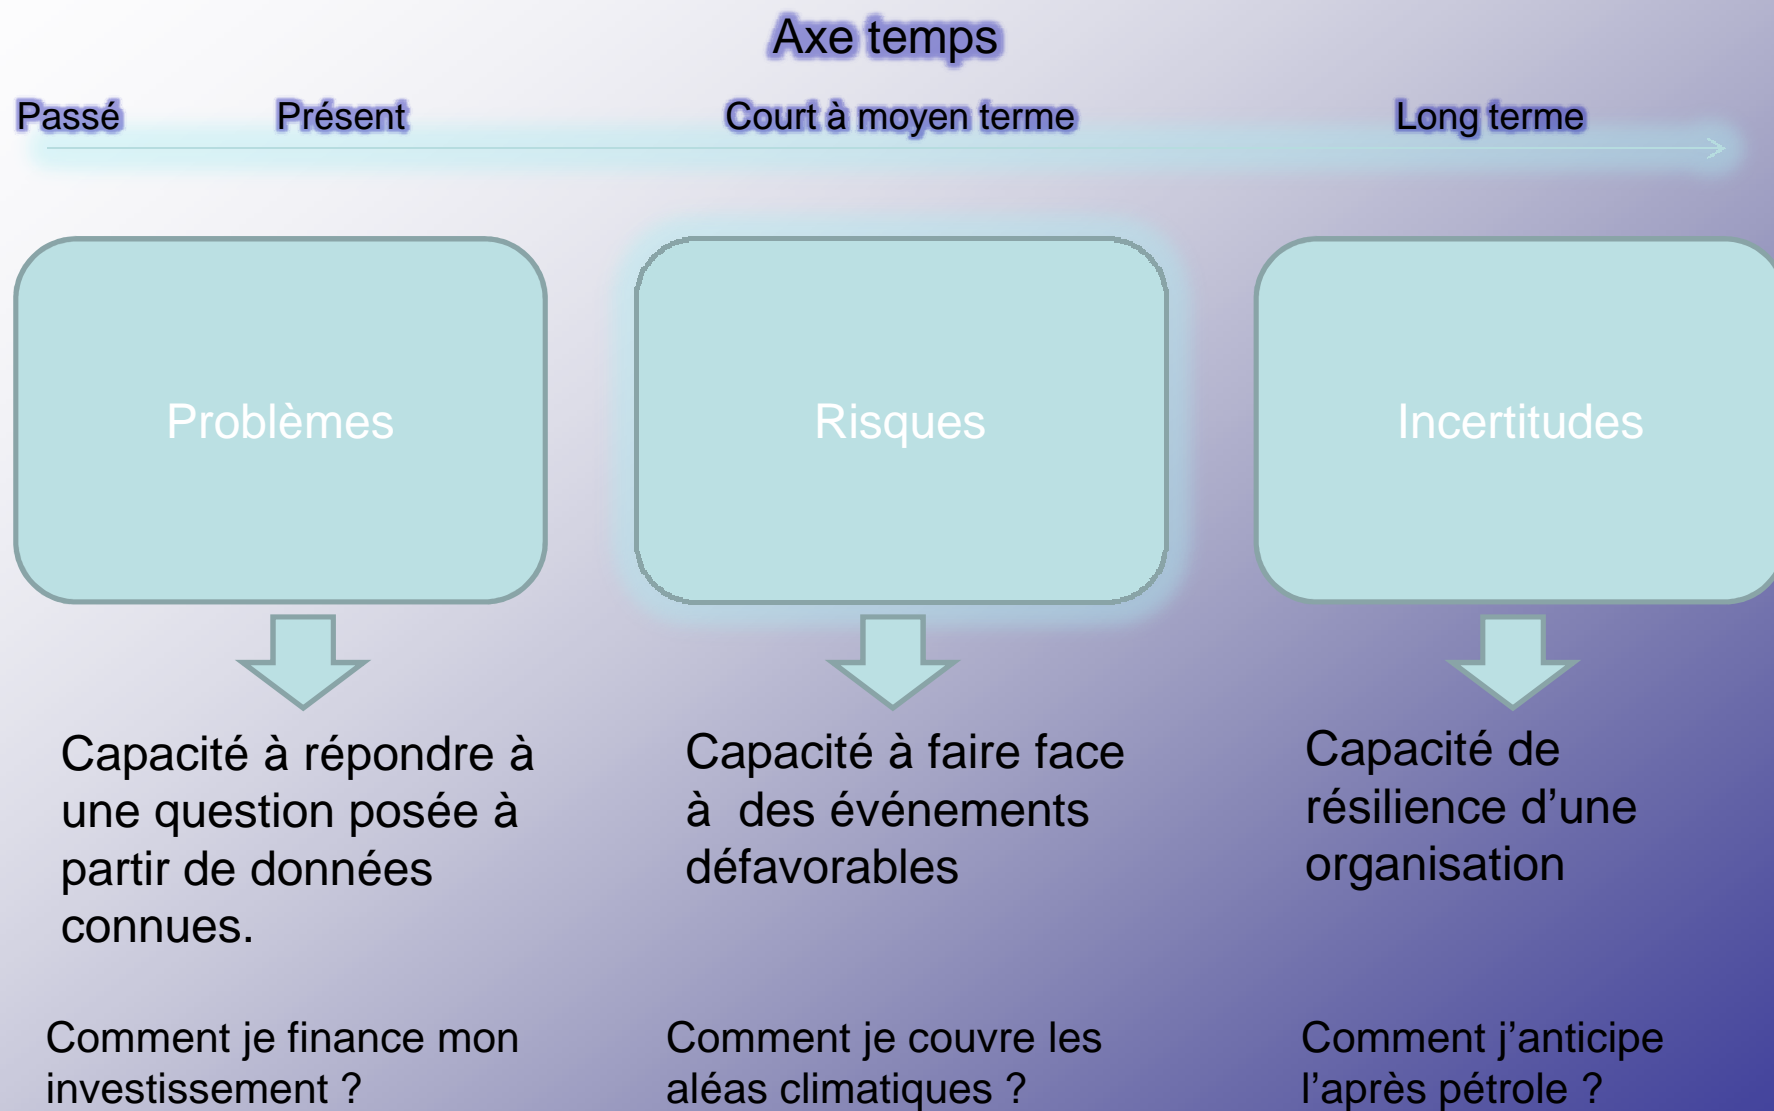 Axe temps
Passé Présent Court à moyen terme Long terme
Problèmes Risques Incertitudes
Capacité à répondre à
une question posée à
partir de données
connues.
Capacité à faire face
à  des événements
défavorables
Capacité de
résilience d’une
organisation
Comment je finance mon
investissement ?
Comment je couvre les
aléas climatiques ?
Comment j’anticipe
l’après pétrole ?